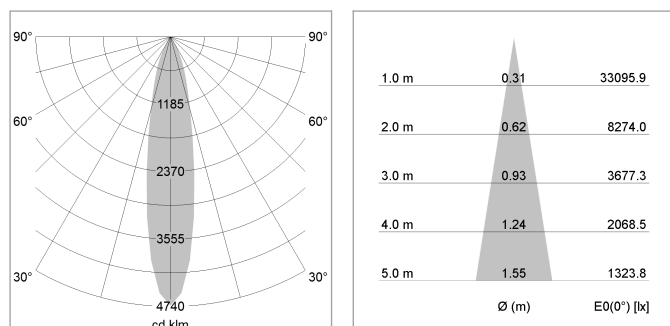 90° 90°
1185
60° 60°
2370
3555
30° 30°
4740
cd klm
1.0 m 0.31 33095.9
2.0 m 0.62 8274.0
3.0 m 0.93 3677.3
4.0 m 1.24 2068.5
5.0 m 1.55 1323.8
Ø (m) E0(0°) [lx]